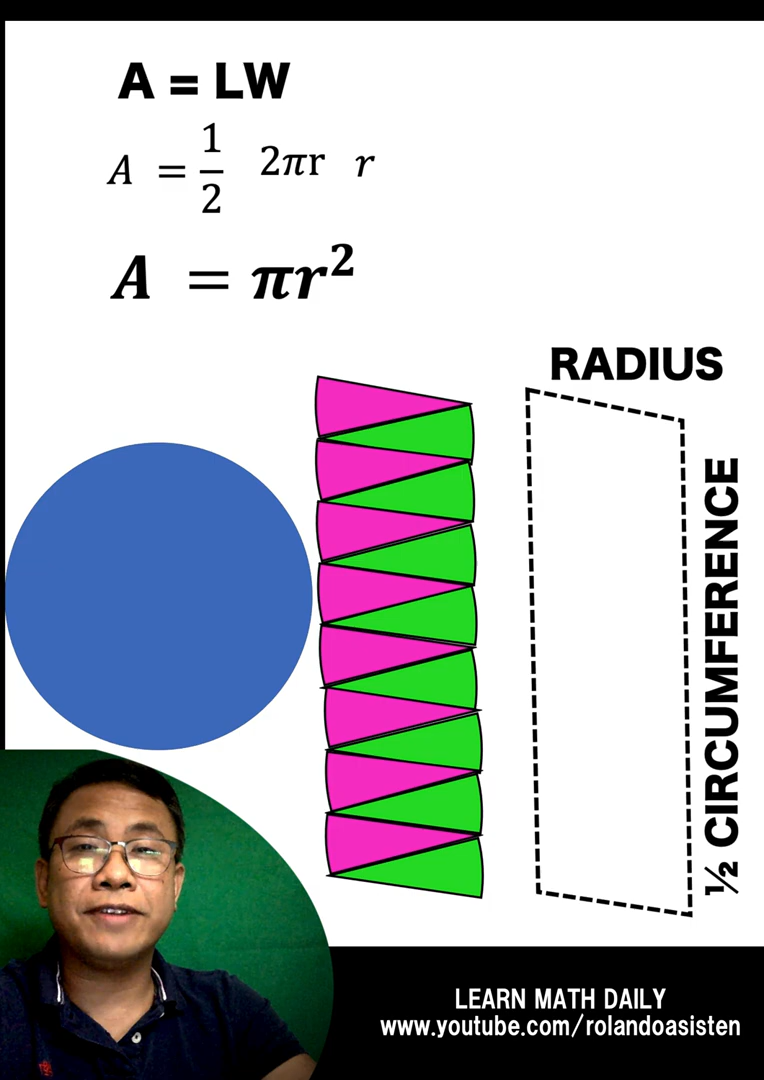 A = LW
A = 1/2 2πr r
A = πr²
RADIUS
½ CIRCUMFERENCE
LEARN MATH DAILY
www.youtube.com/rolandoasisten